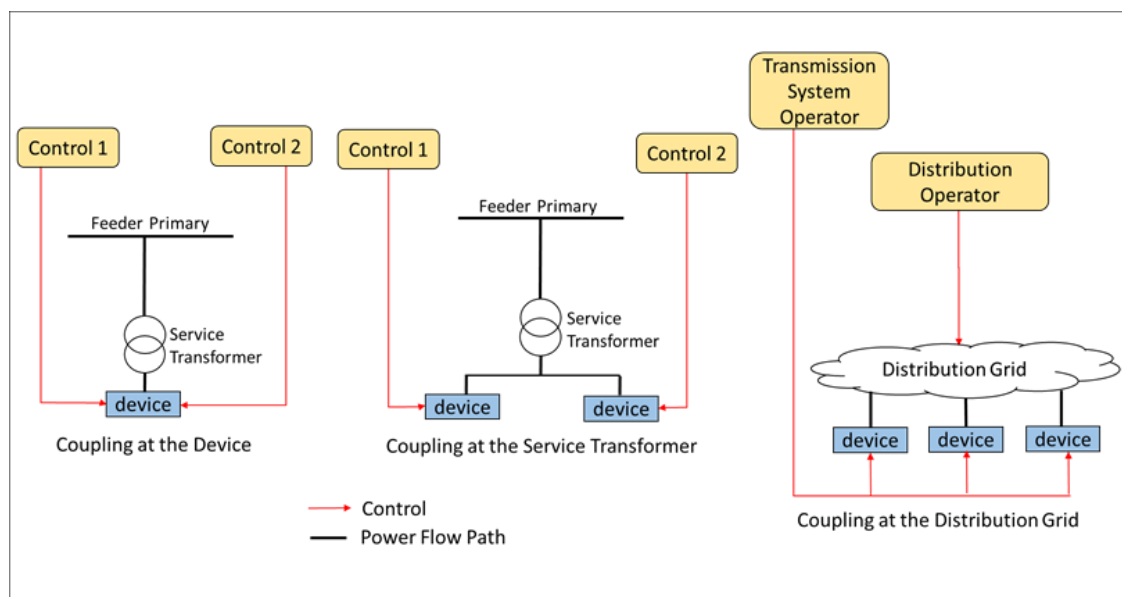 Control 1
Control 2
Feeder Primary
Service
Transformer
device
Coupling at the Device
Control 1
Control 2
Feeder Primary
Service
Transformer
device
device
Coupling at the Service Transformer
Transmission
System
Operator
Distribution
Operator
Distribution Grid
device
device
device
Coupling at the Distribution Grid
Control
Power Flow Path